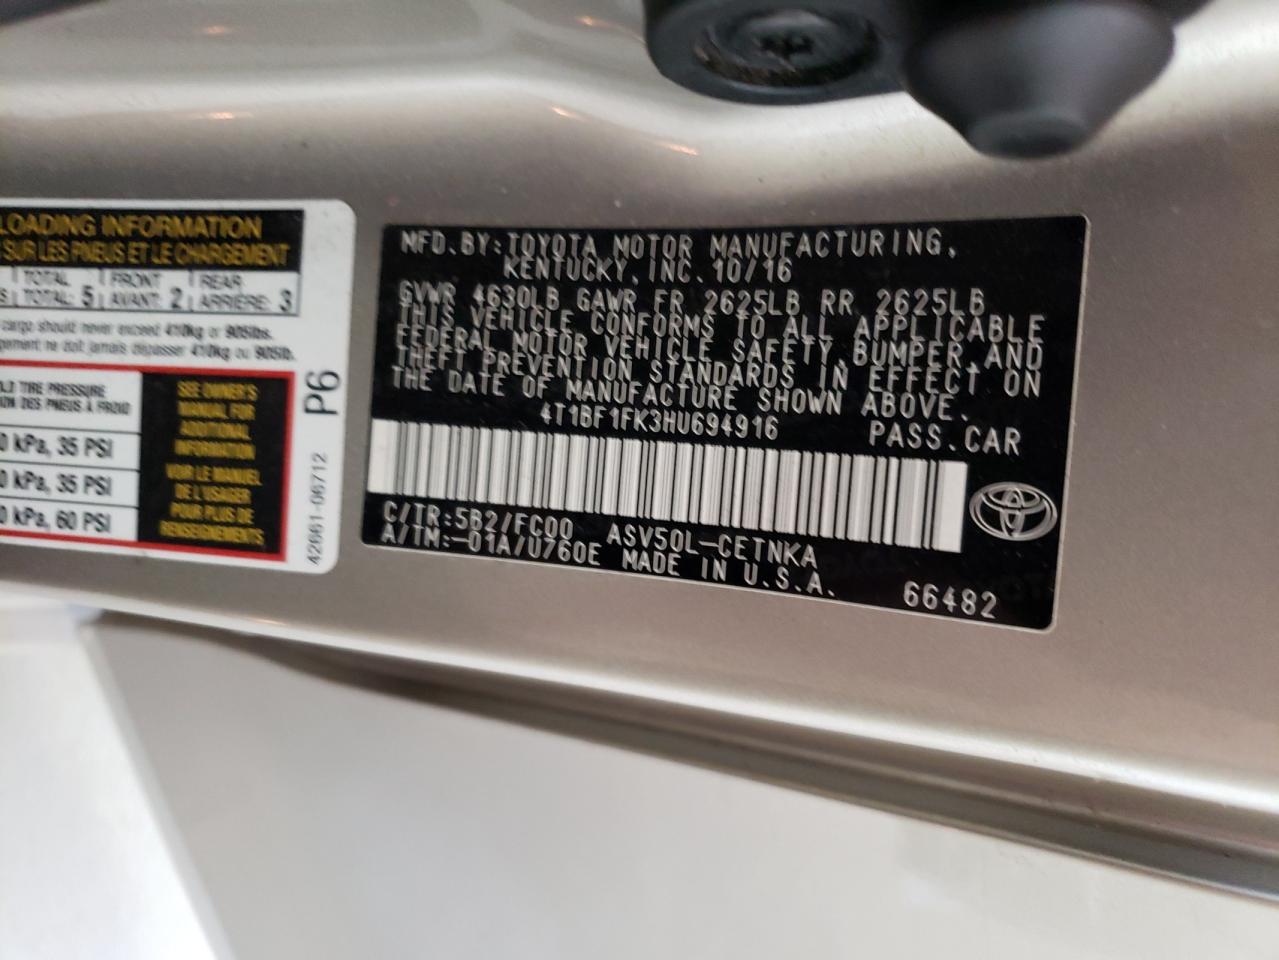 LOADING INFORMATION
SUR LES PNEUS ET LE CHARGEMENT
TOTAL FRONT REAR
TOTAL: 5 AVANT: 2 ARRIÈRE: 3
cargo should never exceed 410kg or 905lbs.
gement ne doit jamais dépasser 410kg ou 905lb.
LD TIRE PRESSURE
ON DES PNEUS À FROID
0 kPa, 35 PSI
0 kPa, 35 PSI
0 kPa, 60 PSI
SEE OWNER'S
MANUAL FOR
ADDITIONAL
INFORMATION
VOIR LE MANUEL
DE L'USAGER
POUR PLUS DE
RENSEIGNEMENTS
P6
42661-06712
MFD. BY: TOYOTA MOTOR MANUFACTURING,
KENTUCKY, INC. 10/16
GVWR 4630LB GAWR FR 2625LB RR 2625LB
THIS VEHICLE CONFORMS TO ALL APPLICABLE
FEDERAL MOTOR VEHICLE SAFETY, BUMPER, AND
THEFT PREVENTION STANDARDS IN EFFECT ON
THE DATE OF MANUFACTURE SHOWN ABOVE.
4T1BF1FK3HU694916 PASS. CAR
C/TR: 5B2/FC00 ASV50L-CETNKA
A/TM:-01A/U760E MADE IN U.S.A.
66482